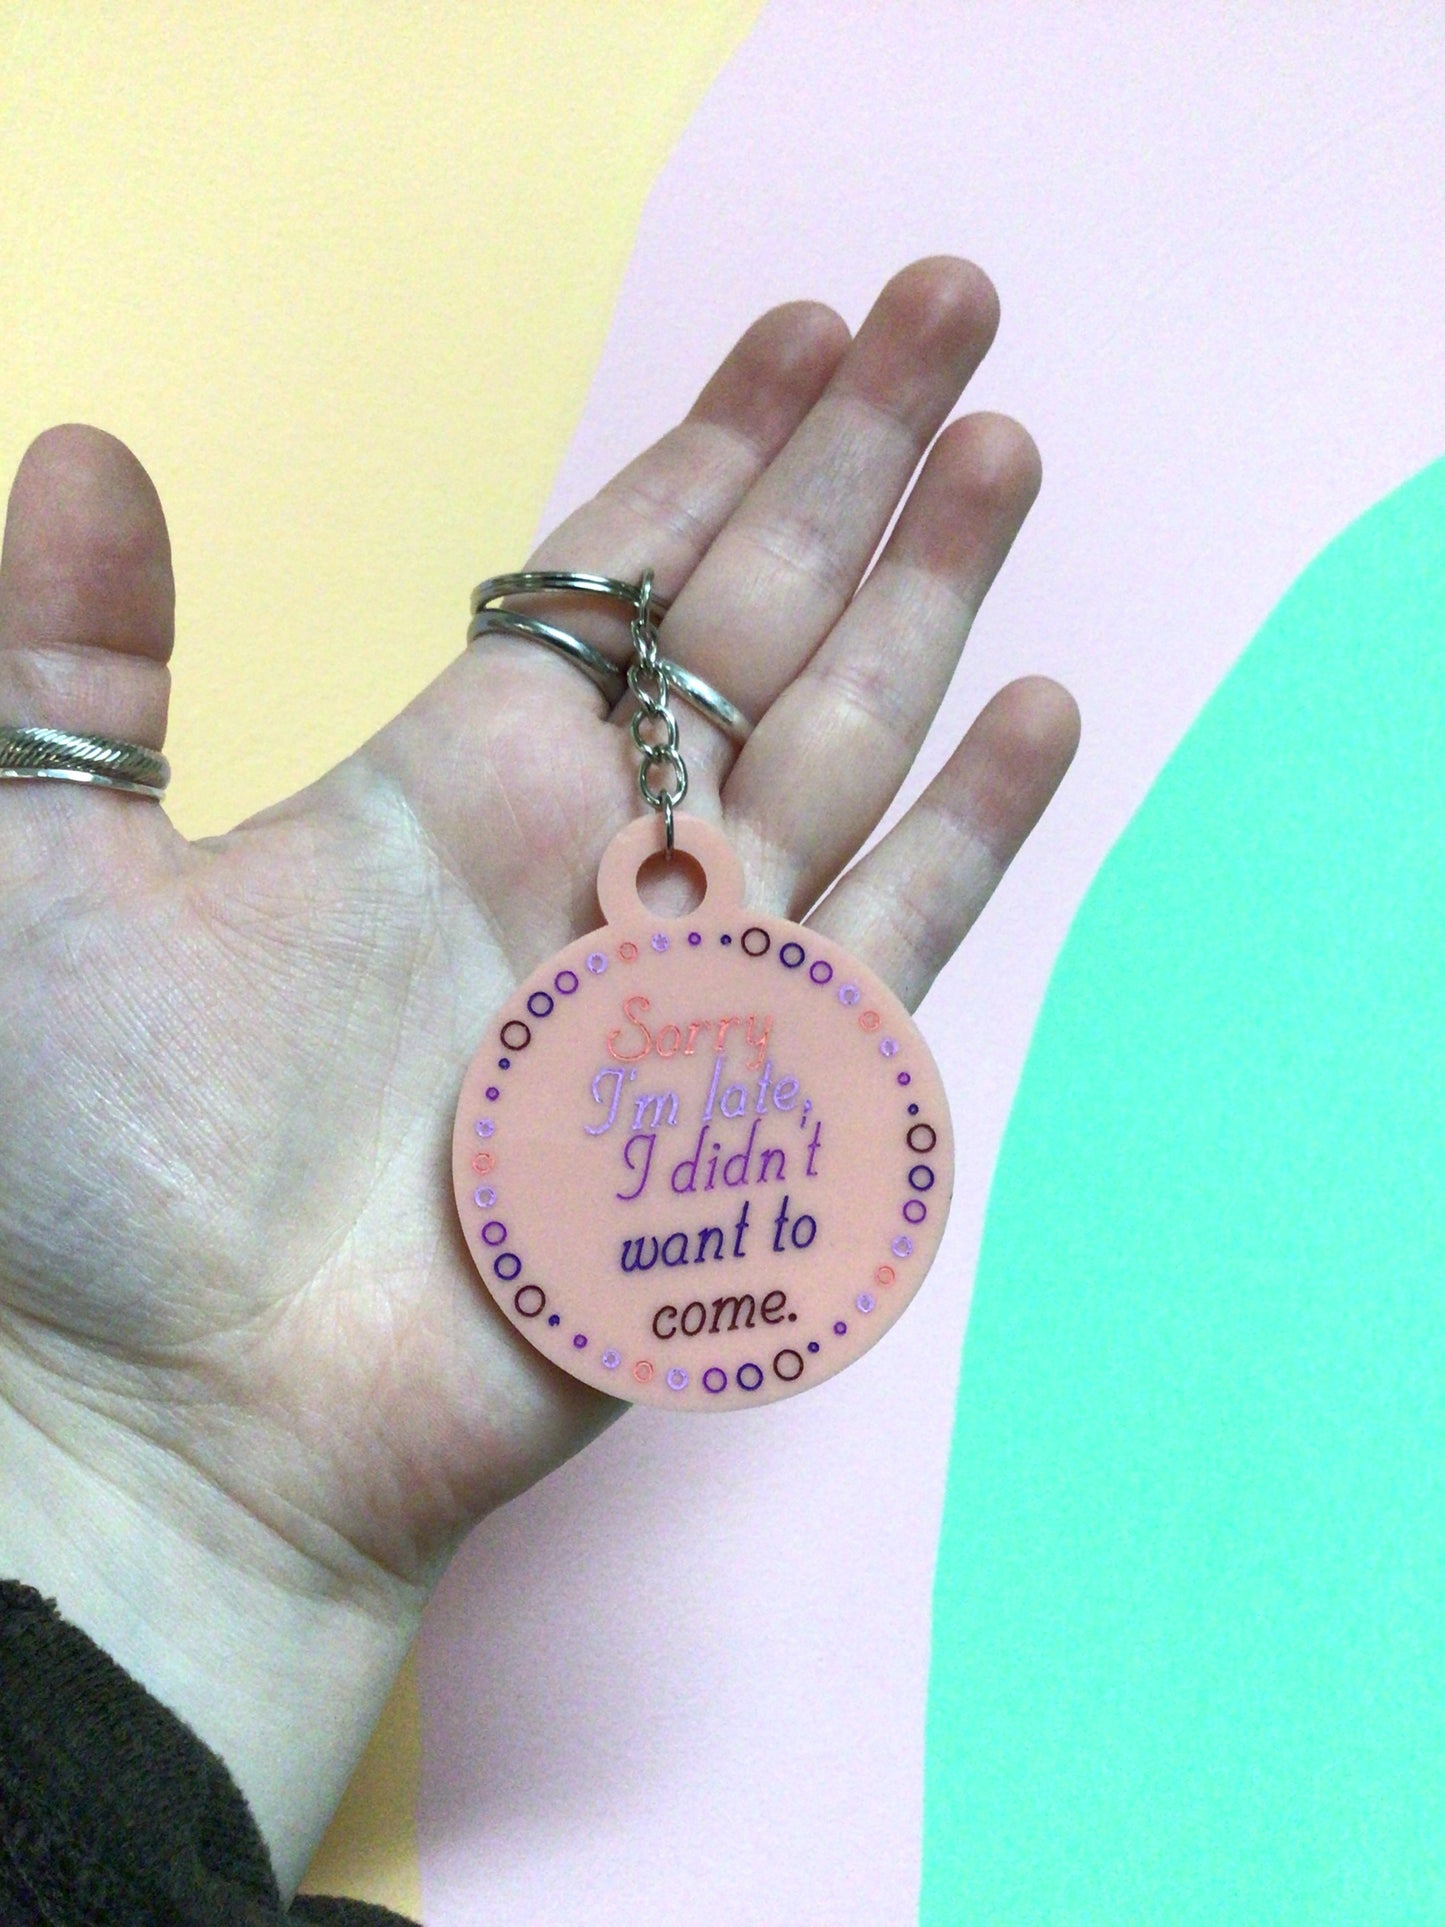 Sorry
I'm late,
I didn't
want to
come.